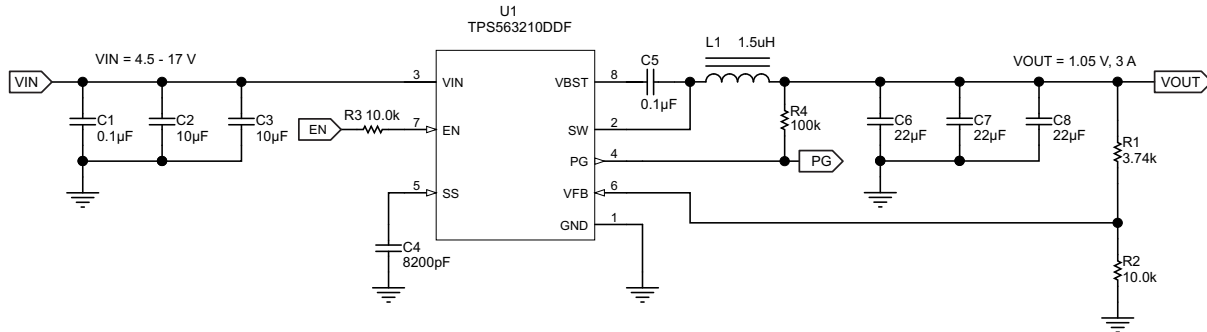 U1
TPS563210DDF
VIN
VIN = 4.5 - 17 V
3
VIN
VBST
8
C5
0.1µF
L1 1.5uH
VOUT = 1.05 V, 3 A
VOUT
C1
0.1µF
C2
10µF
C3
10µF
EN
R3 10.0k
7
EN
SW
2
R4
100k
C6
22µF
C7
22µF
C8
22µF
R1
3.74k
PG
4
PG
5
SS
VFB
6
GND
1
C4
8200pF
R2
10.0k